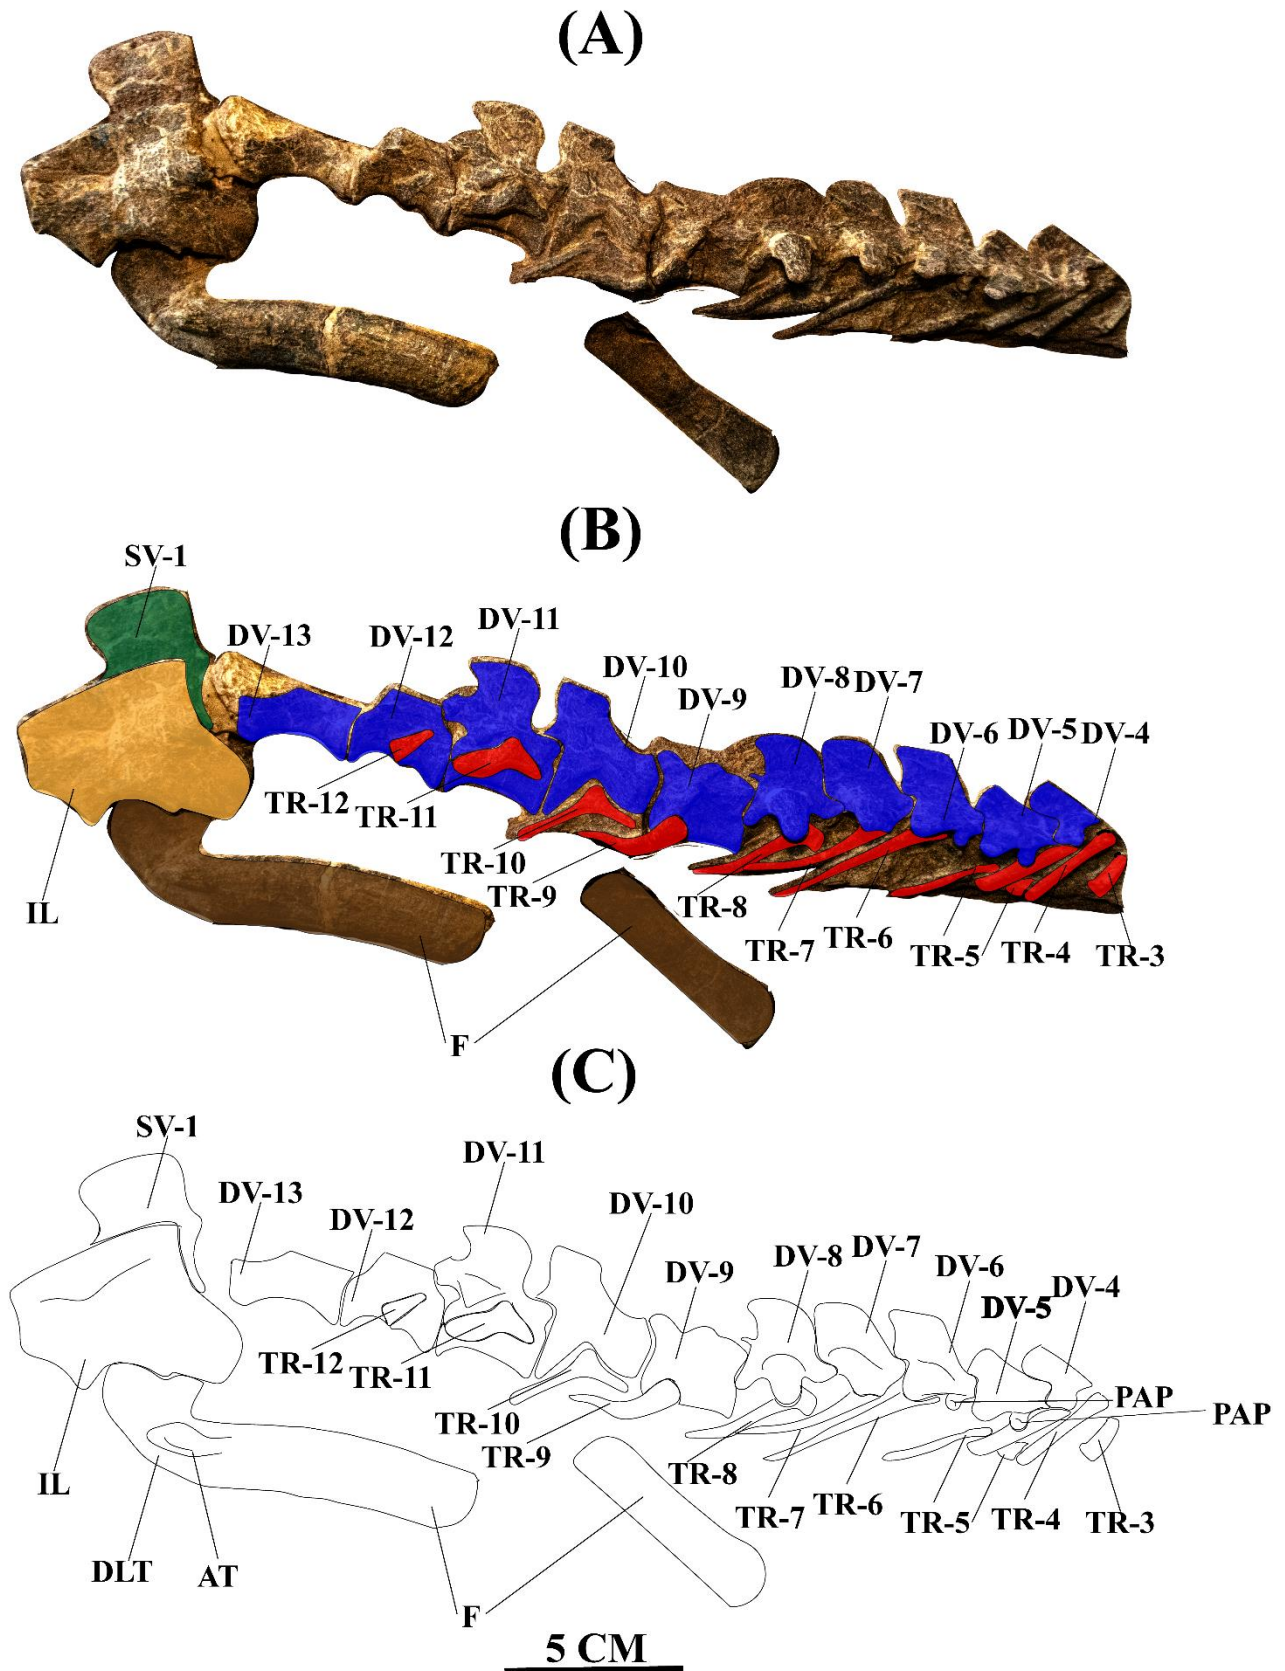 (A)
(B)
SV-1
DV-13
DV-12
DV-11
DV-10
DV-9
DV-8
DV-7
DV-6
DV-5
DV-4
TR-12
TR-11
TR-10
TR-9
TR-8
TR-7
TR-6
TR-5
TR-4
TR-3
IL
F
(C)
SV-1
DV-13
DV-12
DV-11
DV-10
DV-9
DV-8
DV-7
DV-6
DV-5
DV-4
PAP
PAP
TR-12
TR-11
TR-10
TR-9
TR-8
TR-7
TR-6
TR-5
TR-4
TR-3
IL
DLT
AT
F
5 CM